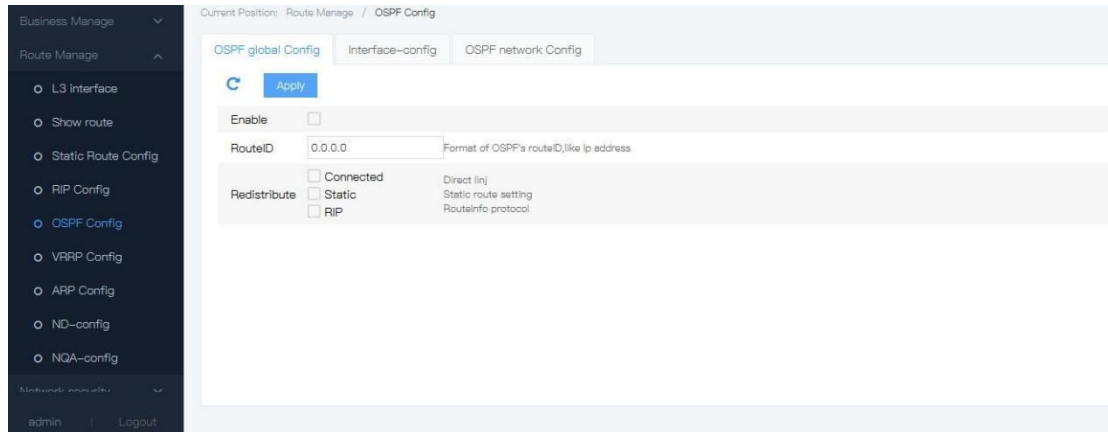 Business Manage
Route Manage
L3 interface
Show route
Static Route Config
RIP Config
OSPF Config
VRRP Config
ARP Config
ND-config
NQA-config
Network security
admin | Logout
Current Position: Route Manage / OSPF Config
OSPF global Config Interface-config OSPF network Config
Apply
Enable
RouteID 0.0.0.0 Format of OSPF's routeID,like ip address
Redistribute
Connected Direct linj
Static Static route setting
RIP Routeinfo protocol